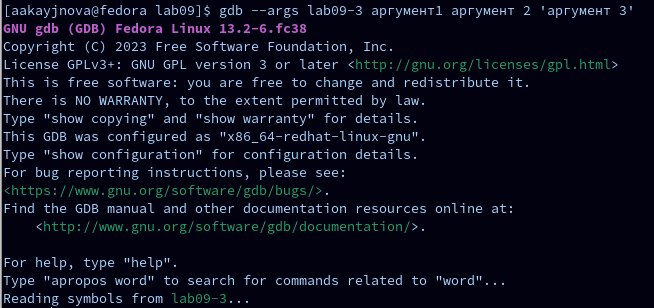 [aakayjnova@fedora lab09]$ gdb --args lab09-3 аргумент1 аргумент 2 'аргумент 3'
GNU gdb (GDB) Fedora Linux 13.2-6.fc38
Copyright (C) 2023 Free Software Foundation, Inc.
License GPLv3+: GNU GPL version 3 or later <http://gnu.org/licenses/gpl.html>
This is free software: you are free to change and redistribute it.
There is NO WARRANTY, to the extent permitted by law.
Type "show copying" and "show warranty" for details.
This GDB was configured as "x86_64-redhat-linux-gnu".
Type "show configuration" for configuration details.
For bug reporting instructions, please see:
<https://www.gnu.org/software/gdb/bugs/>.
Find the GDB manual and other documentation resources online at:
    <http://www.gnu.org/software/gdb/documentation/>.

For help, type "help".
Type "apropos word" to search for commands related to "word"...
Reading symbols from lab09-3...